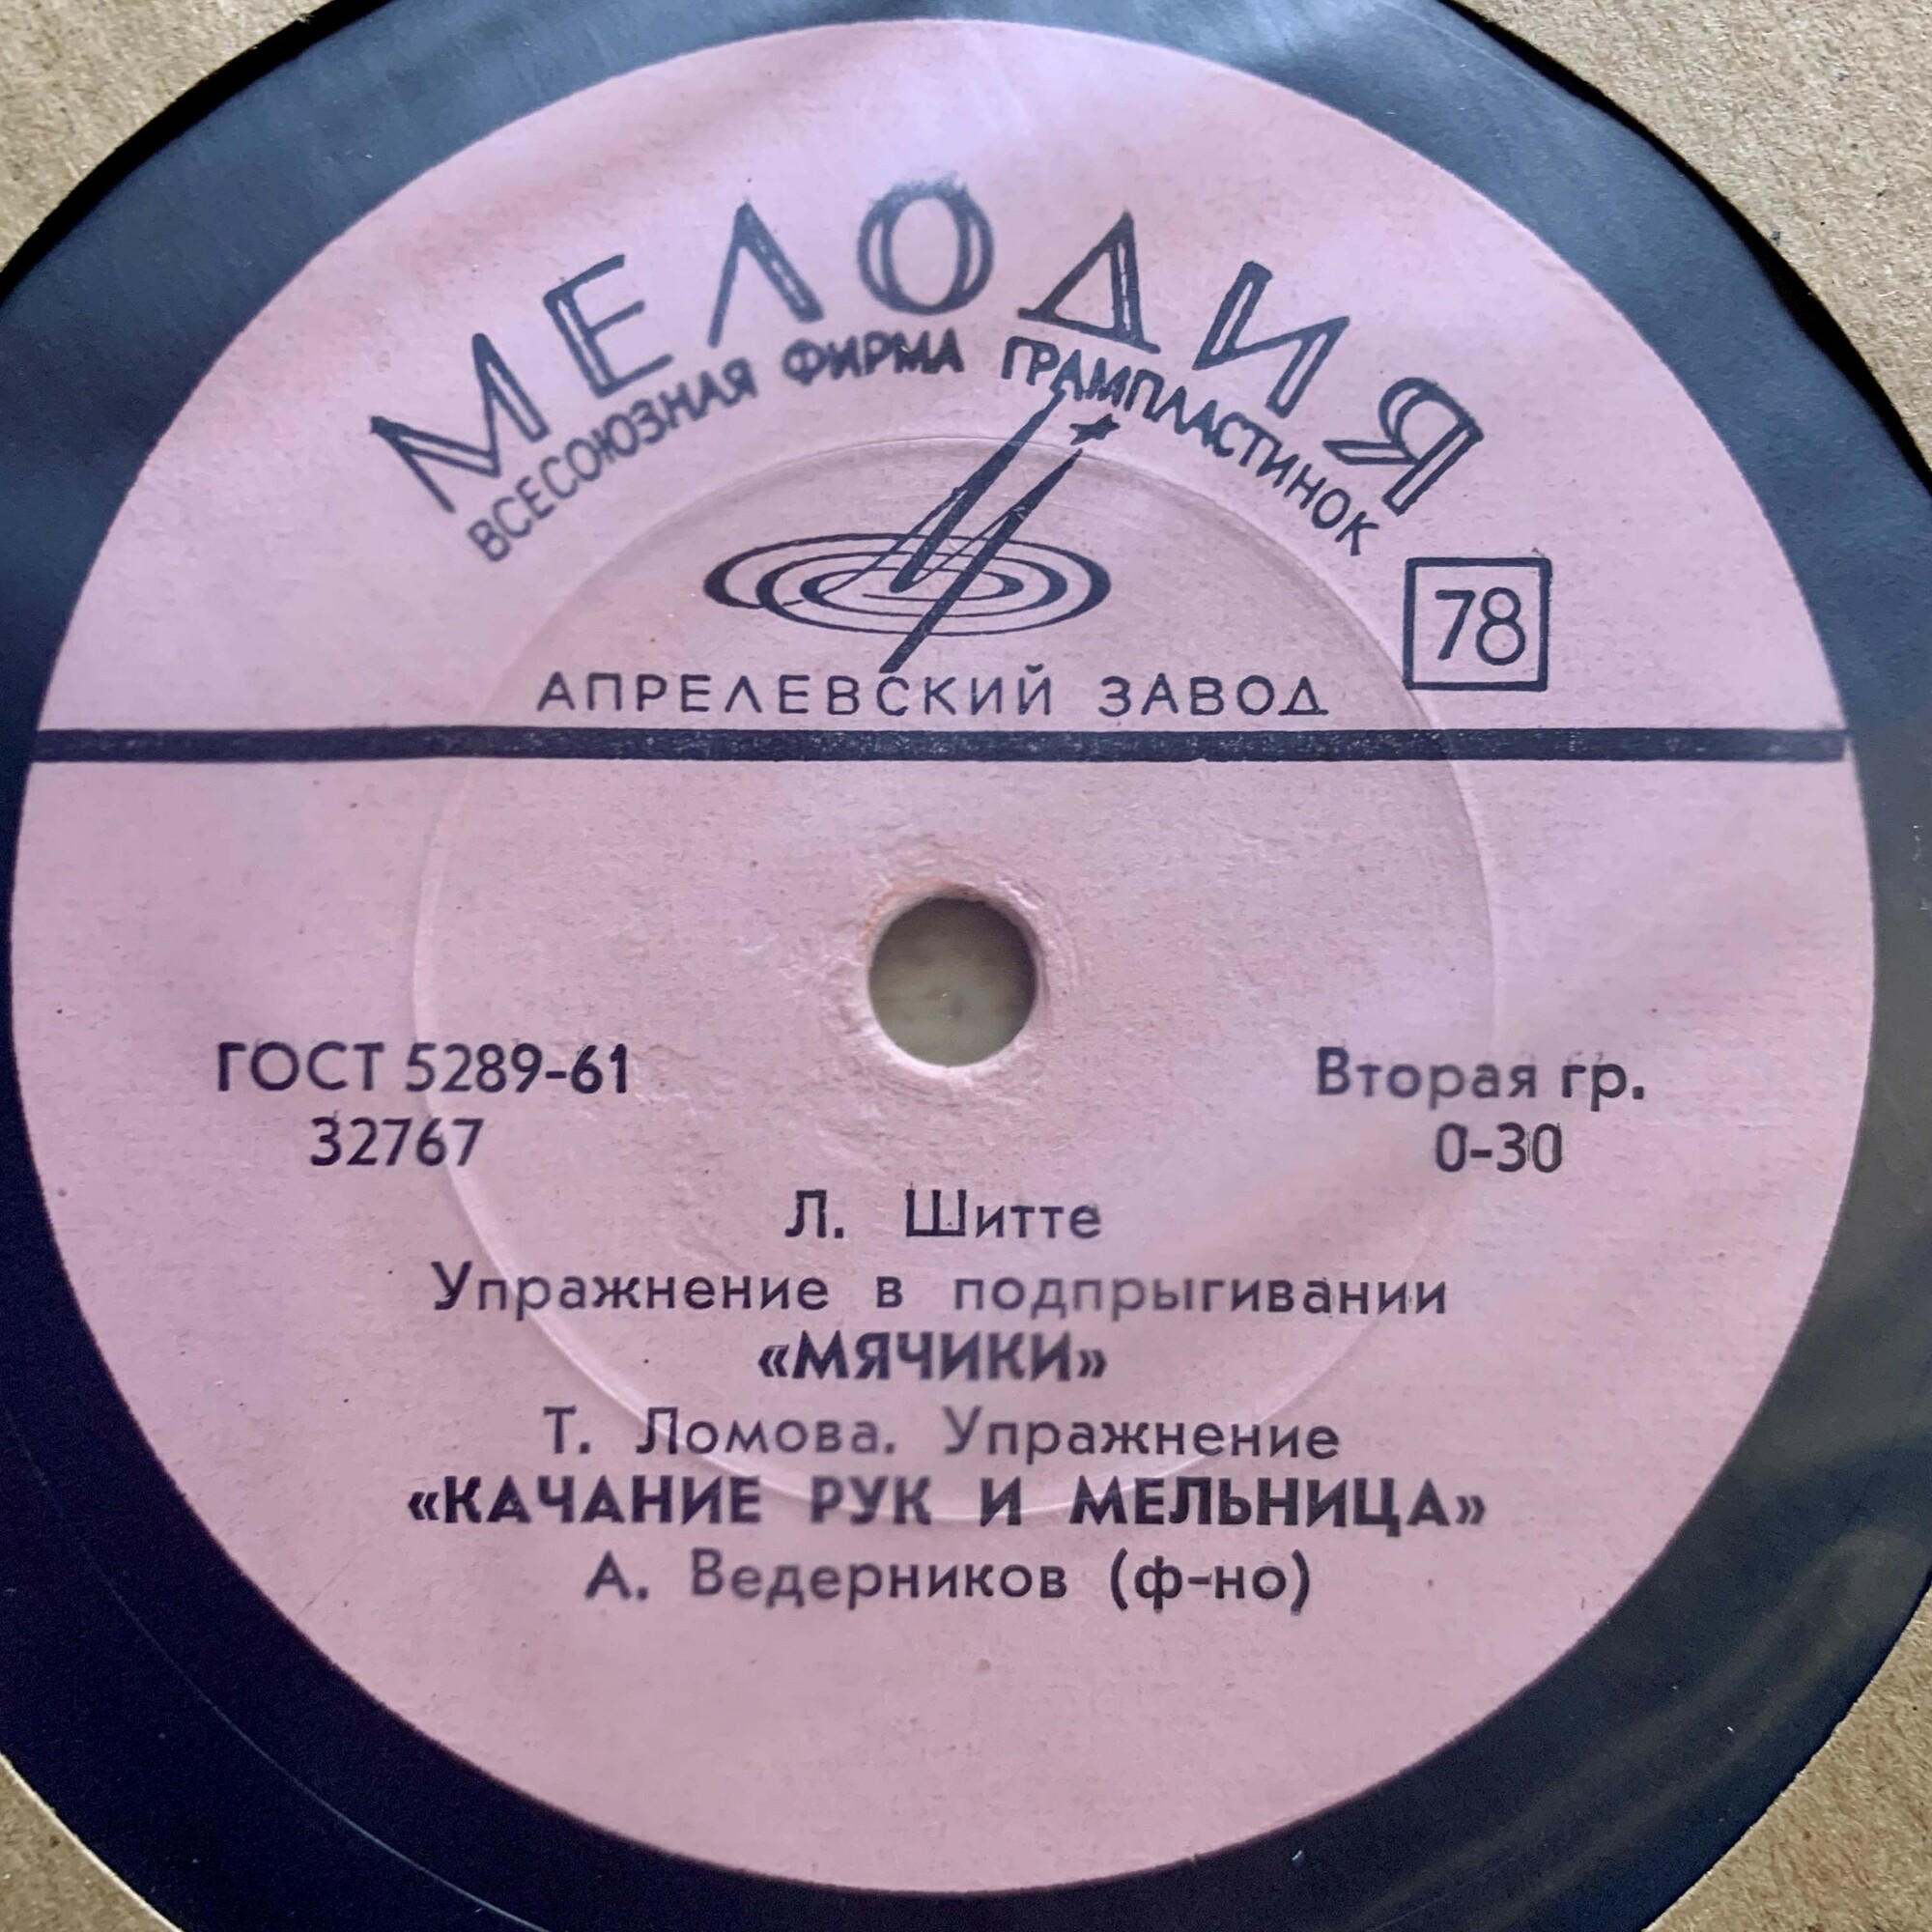 МЕЛОДИЯ
ВСЕСОЮЗНАЯ ФИРМА ГРАМПЛАСТИНОК
78
АПРЕЛЕВСКИЙ ЗАВОД
ГОСТ 5289-61
32767
Вторая гр.
0-30
Л. Шитте
Упражнение в подпрыгивании
«МЯЧИКИ»
Т. Ломова. Упражнение
«КАЧАНИЕ РУК И МЕЛЬНИЦА»
А. Ведерников (ф-но)